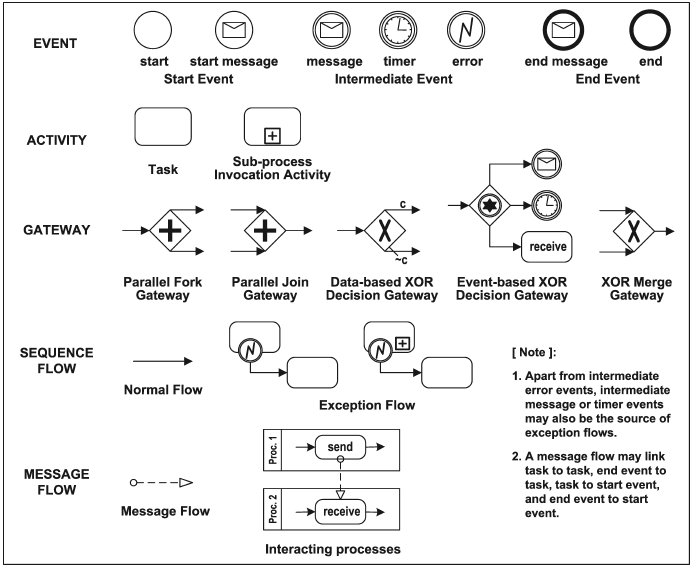 EVENT
start
start message
message
timer
error
end message
end
Start Event
Intermediate Event
End Event
ACTIVITY
Task
Sub-process
Invocation Activity
GATEWAY
c
~c
receive
Parallel Fork
Gateway
Parallel Join
Gateway
Data-based XOR
Decision Gateway
Event-based XOR
Decision Gateway
XOR Merge
Gateway
SEQUENCE
FLOW
Normal Flow
Exception Flow
[ Note ]:
1. Apart from intermediate
error events, intermediate
message or timer events
may also be the source of
exception flows.
2. A message flow may link
task to task, end event to
task, task to start event,
and end event to start
event.
MESSAGE
FLOW
Message Flow
Proc. 1
send
Proc. 2
receive
Interacting processes